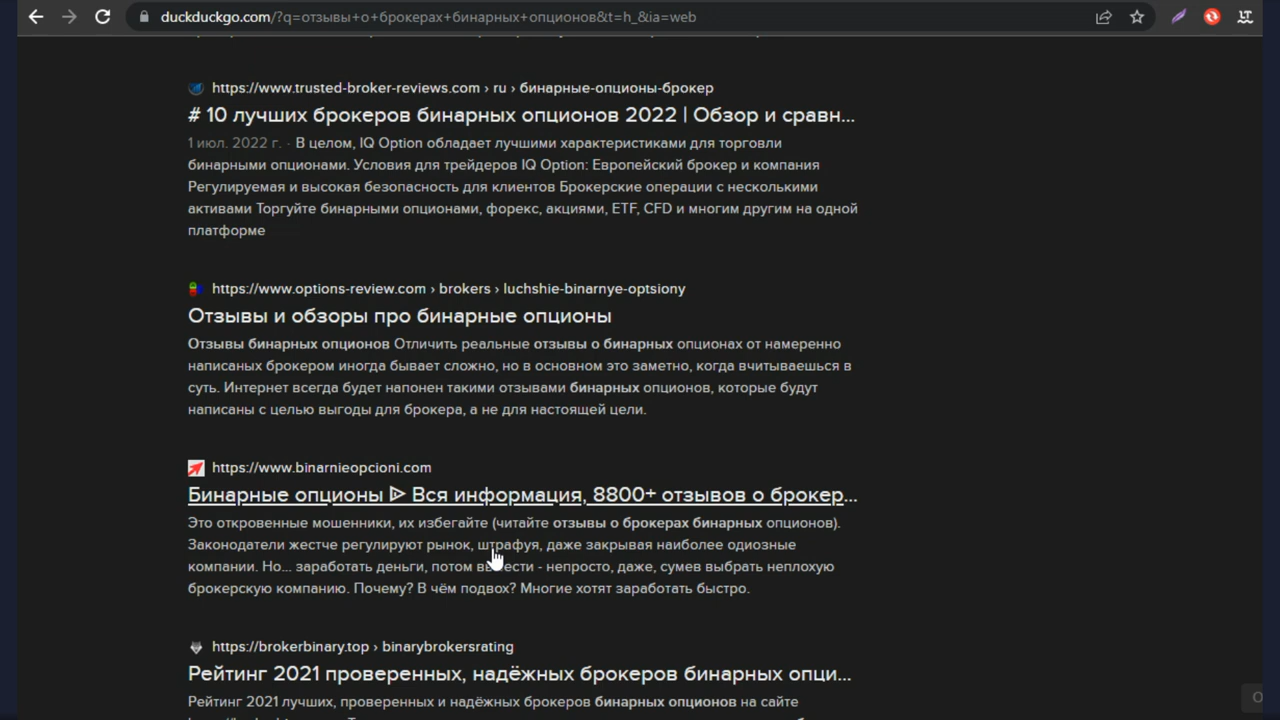 duckduckgo.com/?q=отзывы+о+брокерах+бинарных+опционов&t=h_&ia=web
https://www.trusted-broker-reviews.com › ru › бинарные-опционы-брокер
# 10 лучших брокеров бинарных опционов 2022 | Обзор и сравн...
1 июл. 2022 г. · В целом, IQ Option обладает лучшими характеристиками для торговли
бинарными опционами. Условия для трейдеров IQ Option: Европейский брокер и компания
Регулируемая и высокая безопасность для клиентов Брокерские операции с несколькими
активами Торгуйте бинарными опционами, форекс, акциями, ETF, CFD и многим другим на одной
платформе
https://www.options-review.com › brokers › luchshie-binarnye-optsiony
Отзывы и обзоры про бинарные опционы
Отзывы бинарных опционов Отличить реальные отзывы о бинарных опционах от намеренно
написаных брокером иногда бывает сложно, но в основном это заметно, когда вчитываешься в
суть. Интернет всегда будет напонен такими отзывами бинарных опционов, которые будут
написаны с целью выгоды для брокера, а не для настоящей цели.
https://www.binarnieopcioni.com
Бинарные опционы ᐉ Вся информация, 8800+ отзывов о брокер...
Это откровенные мошенники, их избегайте (читайте отзывы о брокерах бинарных опционов).
Законодатели жестче регулируют рынок, штрафуя, даже закрывая наиболее одиозные
компании. Но... заработать деньги, потом вывести - непросто, даже, сумев выбрать неплохую
брокерскую компанию. Почему? В чём подвох? Многие хотят заработать быстро.
https://brokerbinary.top › binarybrokersrating
Рейтинг 2021 проверенных, надёжных брокеров бинарных опци...
Рейтинг 2021 лучших, проверенных и надёжных брокеров бинарных опционов на сайте